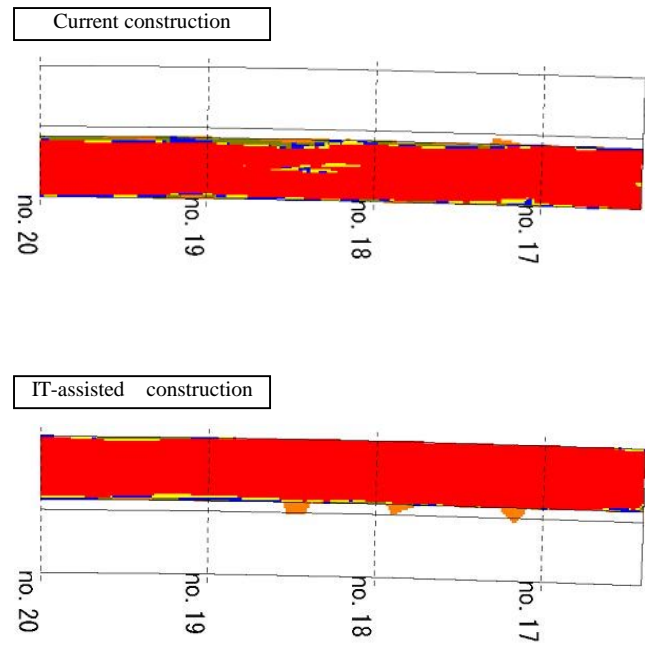 Current construction
no. 20
no. 19
no. 18
no. 17
IT-assisted construction
no. 20
no. 19
no. 18
no. 17